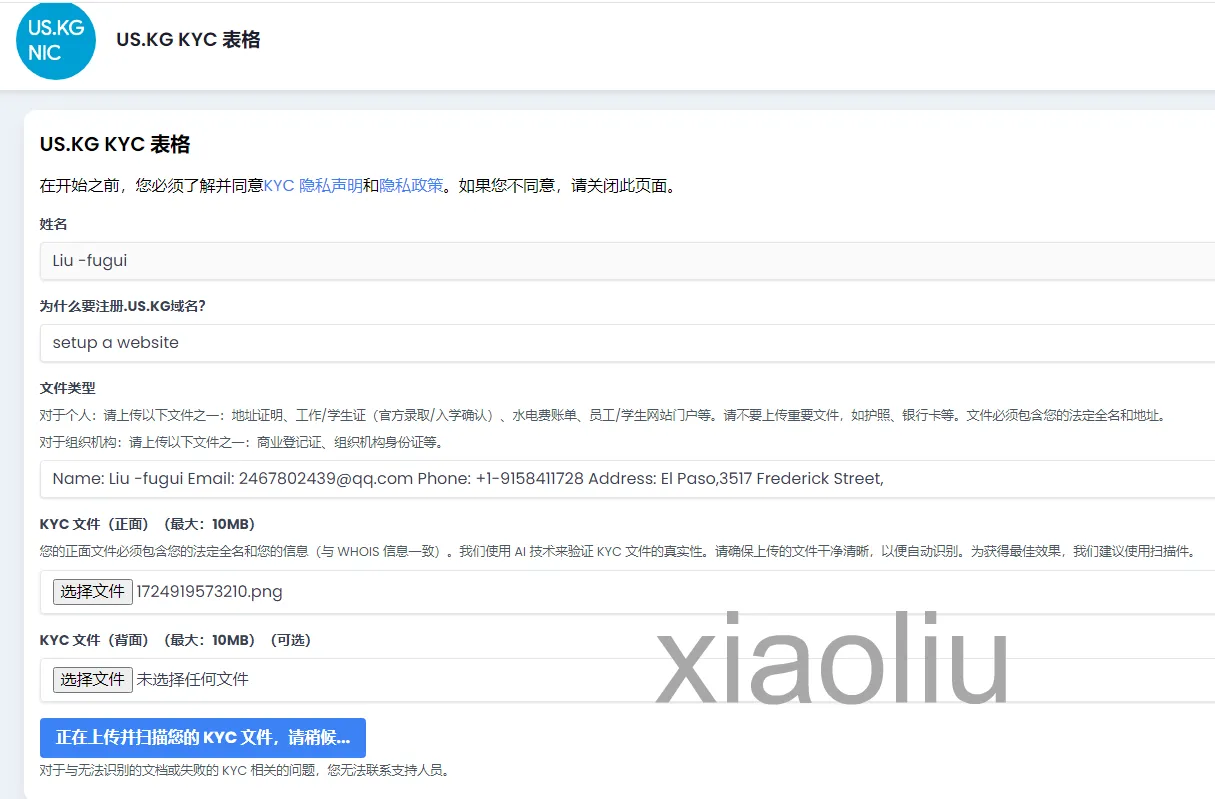 US.KG
NIC
US.KG KYC 表格
US.KG KYC 表格
在开始之前，您必须了解并同意KYC 隐私声明和隐私政策。如果您不同意，请关闭此页面。
姓名
Liu -fugui
为什么要注册.US.KG域名？
setup a website
文件类型
对于个人：请上传以下文件之一：地址证明、工作/学生证（官方录取/入学确认）、水电费账单、员工/学生网站门户等。请不要上传重要文件，如护照、银行卡等。文件必须包含您的法定全名和地址。
对于组织机构：请上传以下文件之一：商业登记证、组织机构身份证等。
Name: Liu -fugui Email: 2467802439@qq.com Phone: +1-9158411728 Address: El Paso,3517 Frederick Street,
KYC 文件（正面）（最大：10MB）
您的正面文件必须包含您的法定全名和您的信息（与 WHOIS 信息一致）。我们使用 AI 技术来验证 KYC 文件的真实性。请确保上传的文件干净清晰，以便自动识别。为获得最佳效果，我们建议使用扫描件。
选择文件 1724919573210.png
KYC 文件（背面）（最大：10MB）（可选）
选择文件 未选择任何文件
xiaoliu
正在上传并扫描您的 KYC 文件，请稍候...
对于与无法识别的文档或失败的 KYC 相关的问题，您无法联系支持人员。